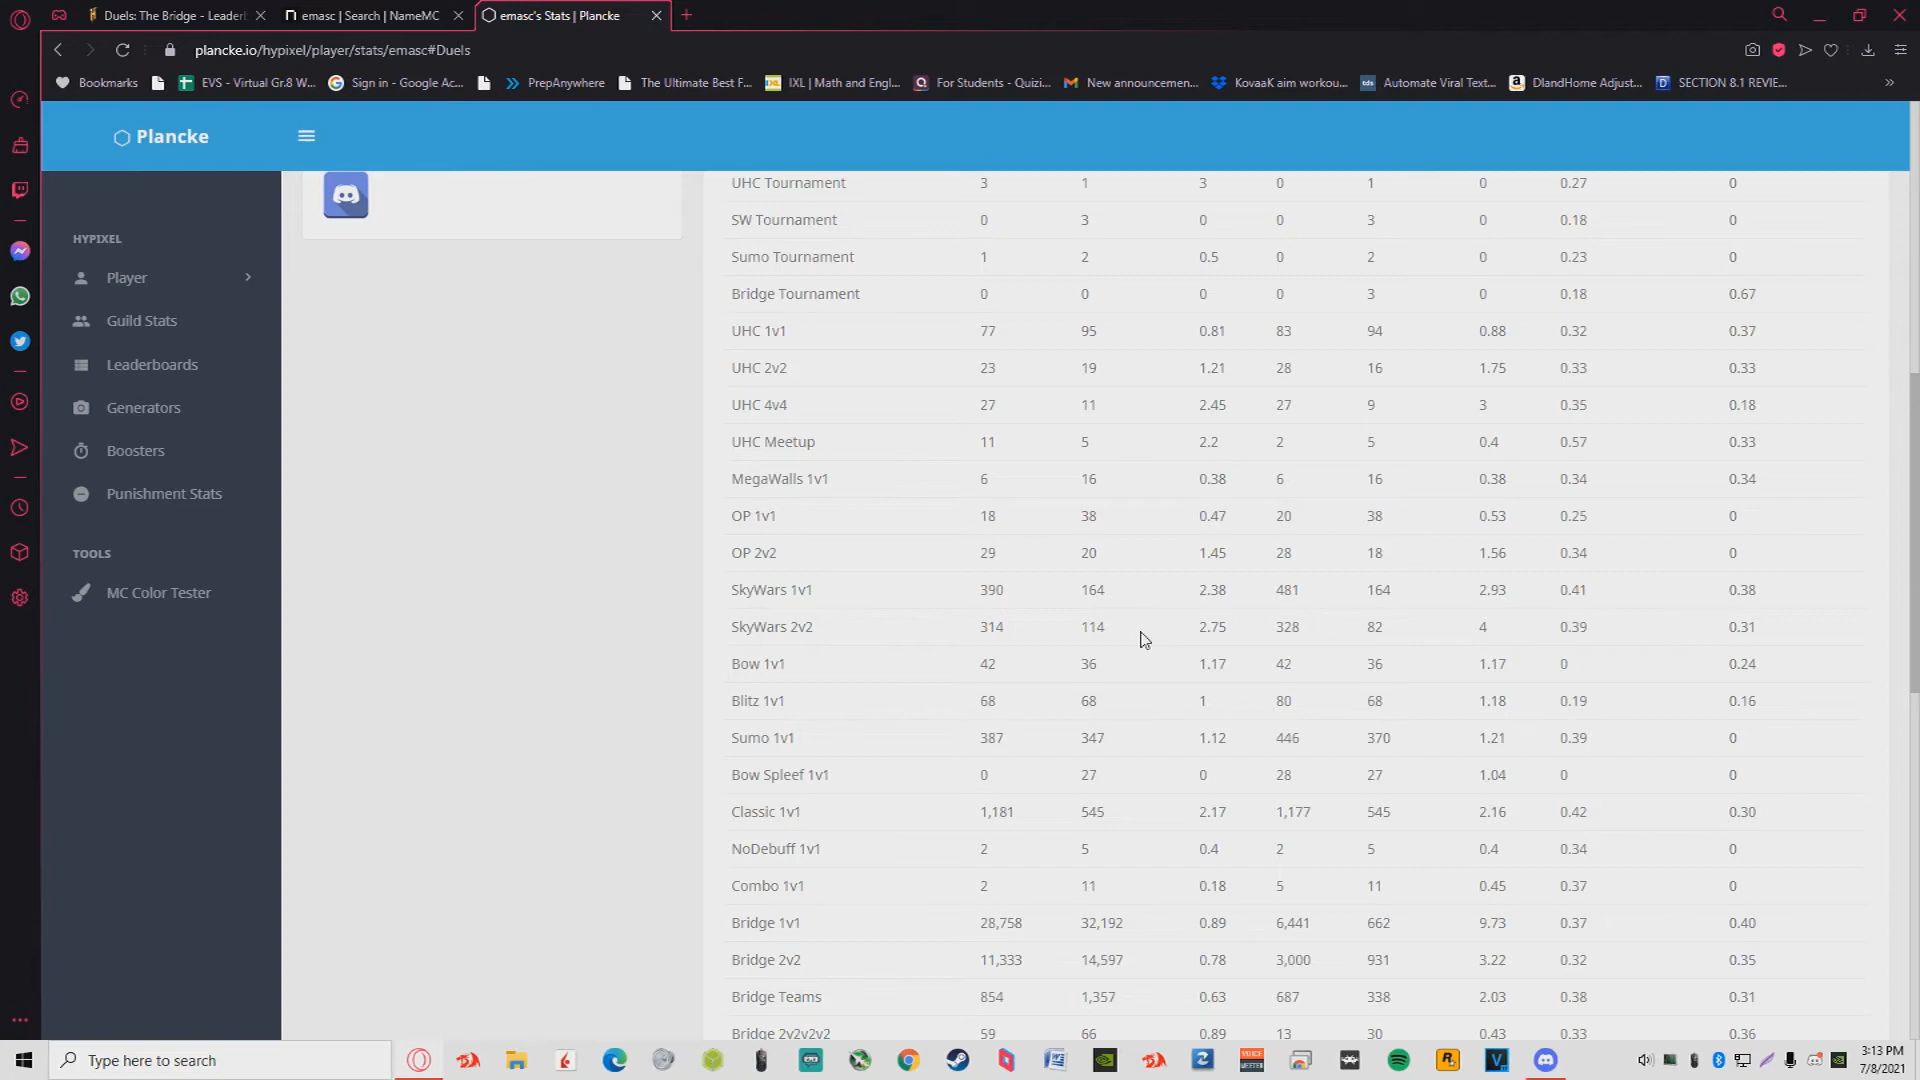 Duels: The Bridge - Leaderb
emasc | Search | NameMC
emasc's Stats | Plancke
plancke.io/hypixel/player/stats/emasc#Duels
Bookmarks
EVS - Virtual Gr.8 W...
Sign in - Google Ac...
PrepAnywhere
The Ultimate Best F...
IXL | Math and Engl...
For Students - Quizi...
New announcemen...
KovaaK aim workou...
Automate Viral Text...
DlandHome Adjust...
SECTION 8.1 REVIE...
Plancke
HYPIXEL
Player
Guild Stats
Leaderboards
Generators
Boosters
Punishment Stats
TOOLS
MC Color Tester
UHC Tournament 3 1 3 0 1 0 0.27 0
SW Tournament 0 3 0 0 3 0 0.18 0
Sumo Tournament 1 2 0.5 0 2 0 0.23 0
Bridge Tournament 0 0 0 0 3 0 0.18 0.67
UHC 1v1 77 95 0.81 83 94 0.88 0.32 0.37
UHC 2v2 23 19 1.21 28 16 1.75 0.33 0.33
UHC 4v4 27 11 2.45 27 9 3 0.35 0.18
UHC Meetup 11 5 2.2 2 5 0.4 0.57 0.33
MegaWalls 1v1 6 16 0.38 6 16 0.38 0.34 0.34
OP 1v1 18 38 0.47 20 38 0.53 0.25 0
OP 2v2 29 20 1.45 28 18 1.56 0.34 0
SkyWars 1v1 390 164 2.38 481 164 2.93 0.41 0.38
SkyWars 2v2 314 114 2.75 328 82 4 0.39 0.31
Bow 1v1 42 36 1.17 42 36 1.17 0 0.24
Blitz 1v1 68 68 1 80 68 1.18 0.19 0.16
Sumo 1v1 387 347 1.12 446 370 1.21 0.39 0
Bow Spleef 1v1 0 27 0 28 27 1.04 0 0
Classic 1v1 1,181 545 2.17 1,177 545 2.16 0.42 0.30
NoDebuff 1v1 2 5 0.4 2 5 0.4 0.34 0
Combo 1v1 2 11 0.18 5 11 0.45 0.37 0
Bridge 1v1 28,758 32,192 0.89 6,441 662 9.73 0.37 0.40
Bridge 2v2 11,333 14,597 0.78 3,000 931 3.22 0.32 0.35
Bridge Teams 854 1,357 0.63 687 338 2.03 0.38 0.31
Bridge 2v2v2v2 59 66 0.89 13 30 0.43 0.33 0.36
Type here to search
3:13 PM
7/8/2021